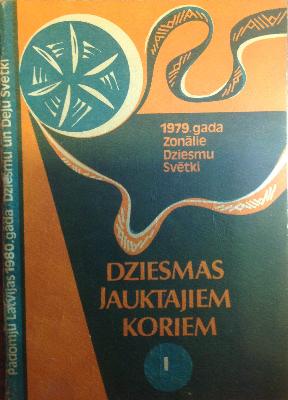 Padomju Latvijas 1980. gada Dziesmu un Deju Svētki
1979. gada
Zonālie
Dziesmu
Svētki
DZIESMAS
JAUKTAJIEM
KORIEM
I